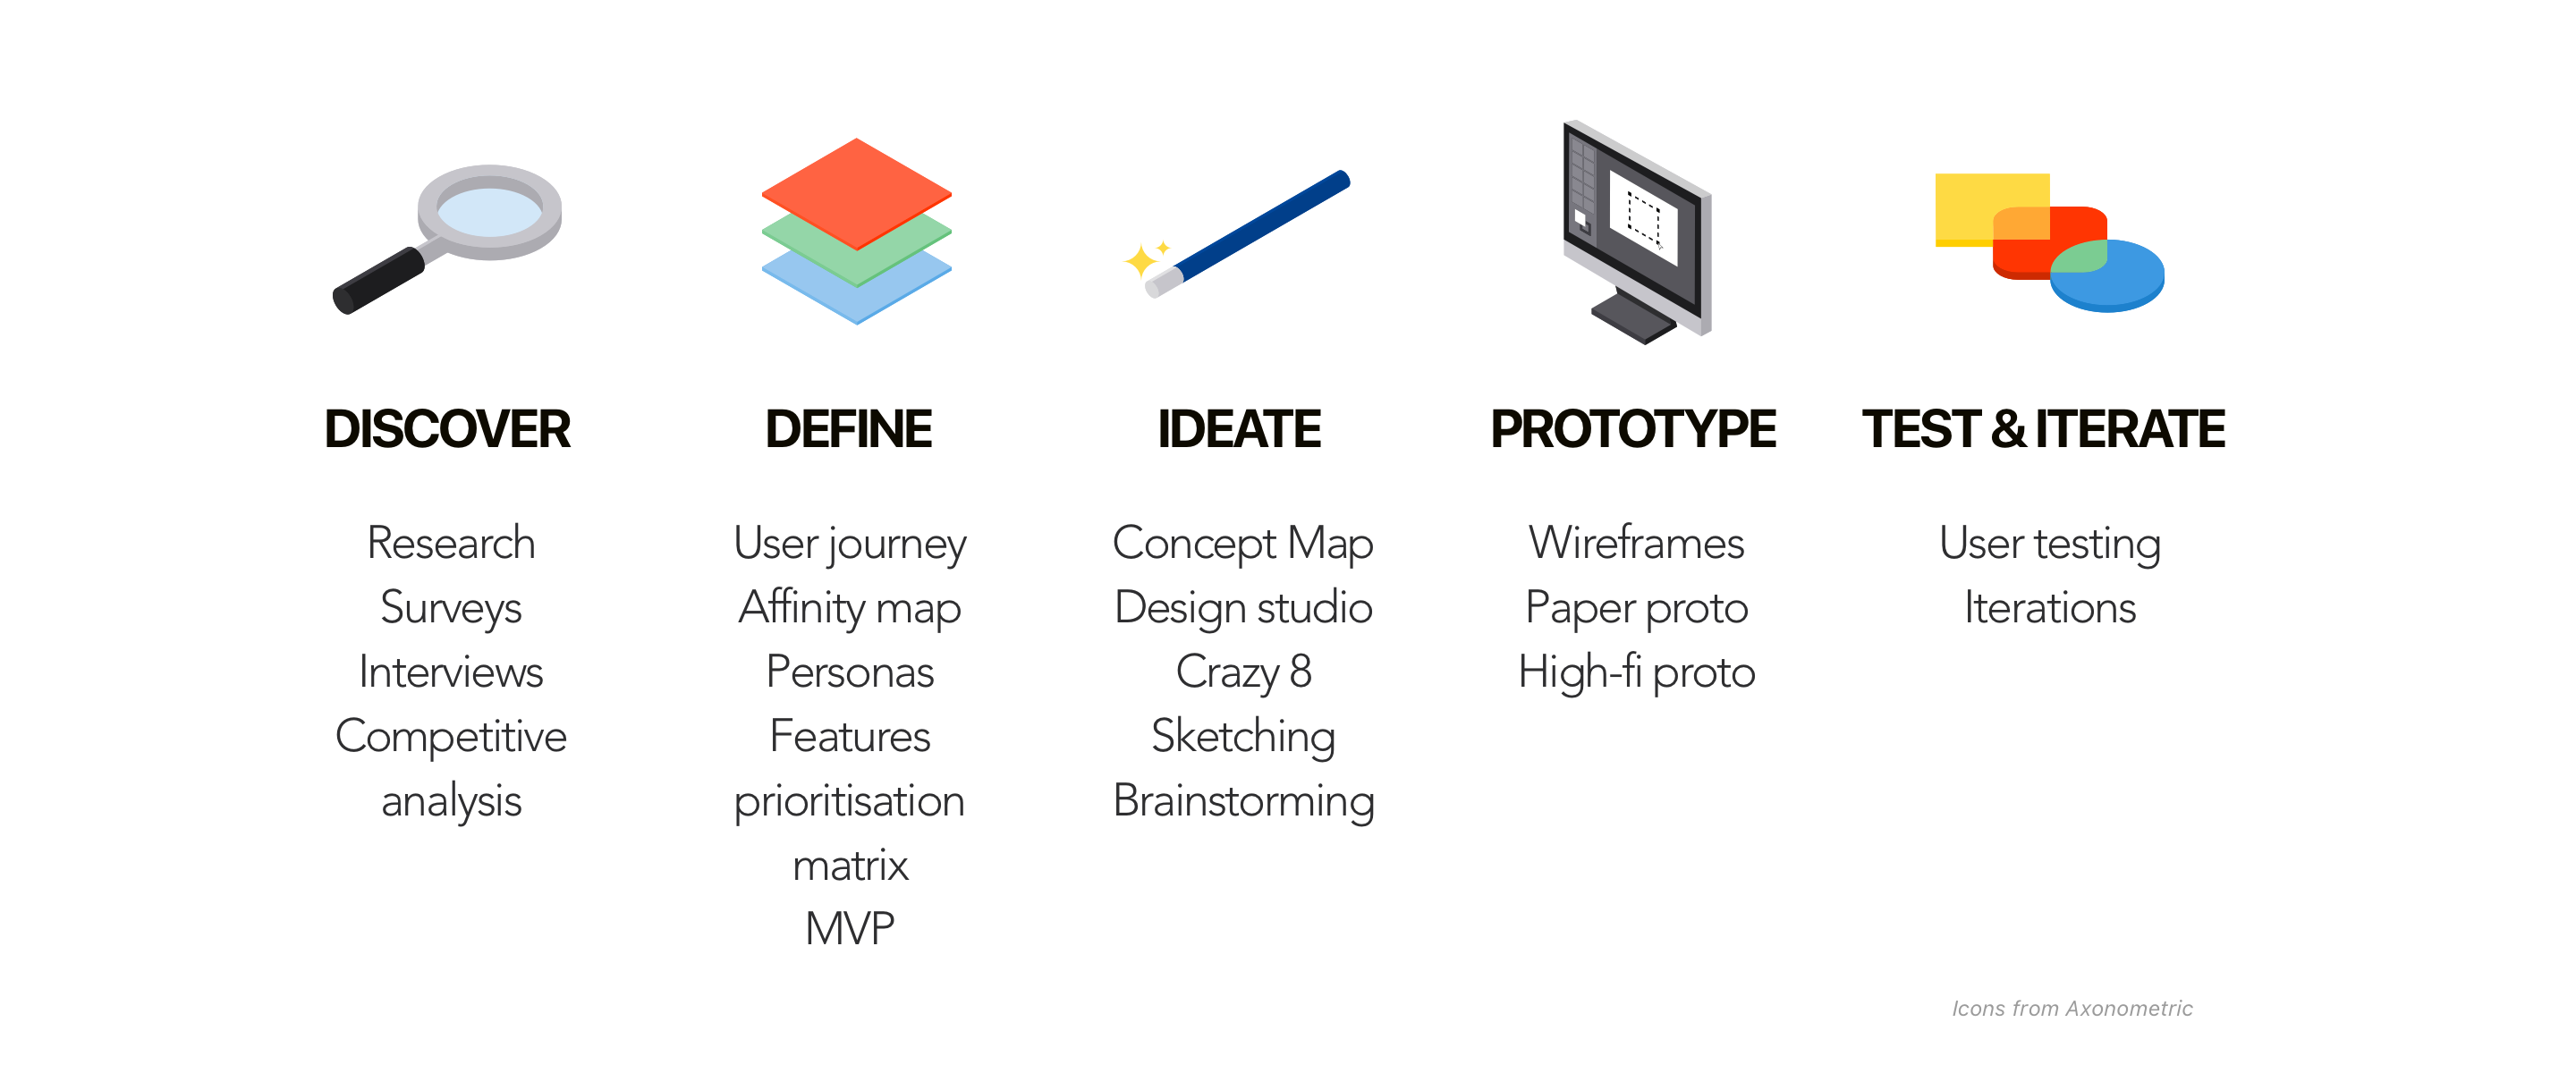 DISCOVER
Research
Surveys
Interviews
Competitive
analysis
DEFINE
User journey
Affinity map
Personas
Features
prioritisation
matrix
MVP
IDEATE
Concept Map
Design studio
Crazy 8
Sketching
Brainstorming
PROTOTYPE
Wireframes
Paper proto
High-fi proto
TEST & ITERATE
User testing
Iterations
Icons from Axonometric